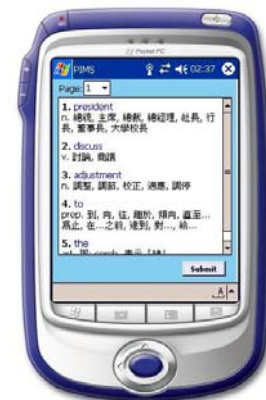 Pocket PC
PIMS 02:37
Page: 1
1. president
n. 總統, 主席, 總裁, 總經理, 社長, 行
長, 董事長, 大學校長
2. discuss
v. 討論, 商議
3. adjustment
n. 調整, 調節, 校正, 適應, 調停
4. to
prep. 到, 向, 往, 趨於, 傾向, 直至...
為止, 在...之前, 達到, 對..., 給...
5. the
Submit
A